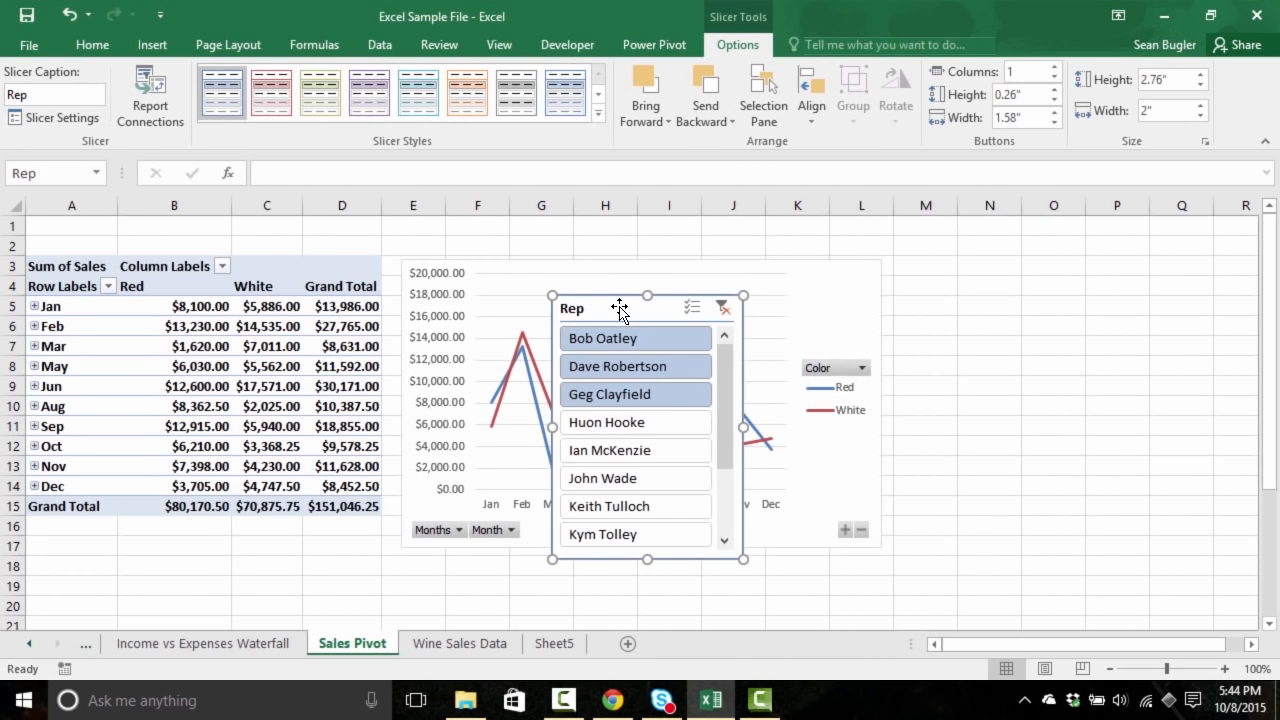 Excel Sample File - Excel
Slicer Tools
File
Home
Insert
Page Layout
Formulas
Data
Review
View
Developer
Power Pivot
Options
Tell me what you want to do...
Sean Bugler
Share
Slicer Caption:
Rep
Slicer Settings
Report
Connections
Slicer
Slicer Styles
Bring
Forward
Send
Backward
Selection
Pane
Align
Group
Rotate
Arrange
Columns: 1
Height: 0.26"
Width: 1.58"
Buttons
Height: 2.76"
Width: 2"
Size
Rep
fx
A B C D E F G H I J K L M N O P Q R
1
2
3 Sum of Sales Column Labels
4 Row Labels Red White Grand Total
5 Jan $8,100.00 $5,886.00 $13,986.00
6 Feb $13,230.00 $14,535.00 $27,765.00
7 Mar $1,620.00 $7,011.00 $8,631.00
8 May $6,030.00 $5,562.00 $11,592.00
9 Jun $12,600.00 $17,571.00 $30,171.00
10 Aug $8,362.50 $2,025.00 $10,387.50
11 Sep $12,915.00 $5,940.00 $18,855.00
12 Oct $6,210.00 $3,368.25 $9,578.25
13 Nov $7,398.00 $4,230.00 $11,628.00
14 Dec $3,705.00 $4,747.50 $8,452.50
15 Grand Total $80,170.50 $70,875.75 $151,046.25
16
17
18
19
20
21
$20,000.00
$18,000.00
$16,000.00
$14,000.00
$12,000.00
$10,000.00
$8,000.00
$6,000.00
$4,000.00
$2,000.00
$0.00
Jan Feb M v Dec
Months Month
Color
Red
White
Rep
Bob Oatley
Dave Robertson
Geg Clayfield
Huon Hooke
Ian McKenzie
John Wade
Keith Tulloch
Kym Tolley
... Income vs Expenses Waterfall Sales Pivot Wine Sales Data Sheet5
Ready
100%
Ask me anything
5:44 PM
10/8/2015